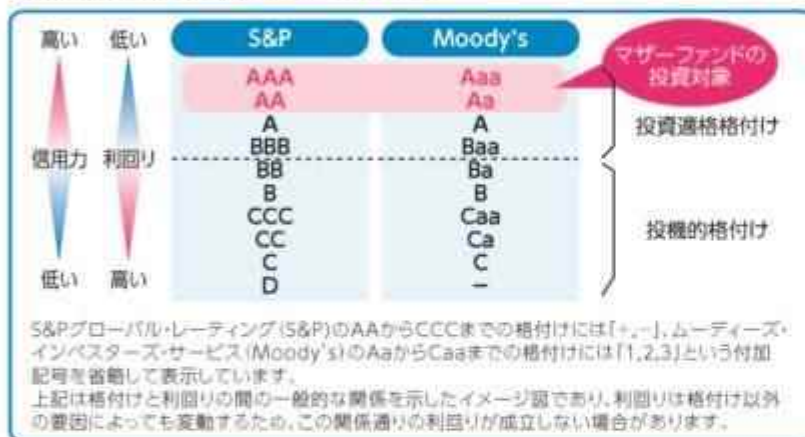 高い 低い S&P Moody's マザーファンドの
投資対象
AAA Aaa
AA Aa
A A 投資適格格付け
BBB Baa
信用力 利回り
BB Ba
B B
CCC Caa 投機的格付け
CC Ca
C C
低い 高い D −
S&Pグローバル・レーティング(S&P)のAAからCCCまでの格付けには「+,−」、ムーディーズ・
インベスターズ・サービス(Moody's)のAaからCaaまでの格付けには「1,2,3」という付加
記号を省略して表示しています。
上記は格付けと利回りの間の一般的な関係を示したイメージ図であり、利回りは格付け以外
の要因によっても変動するため、この関係通りの利回りが成立しない場合があります。